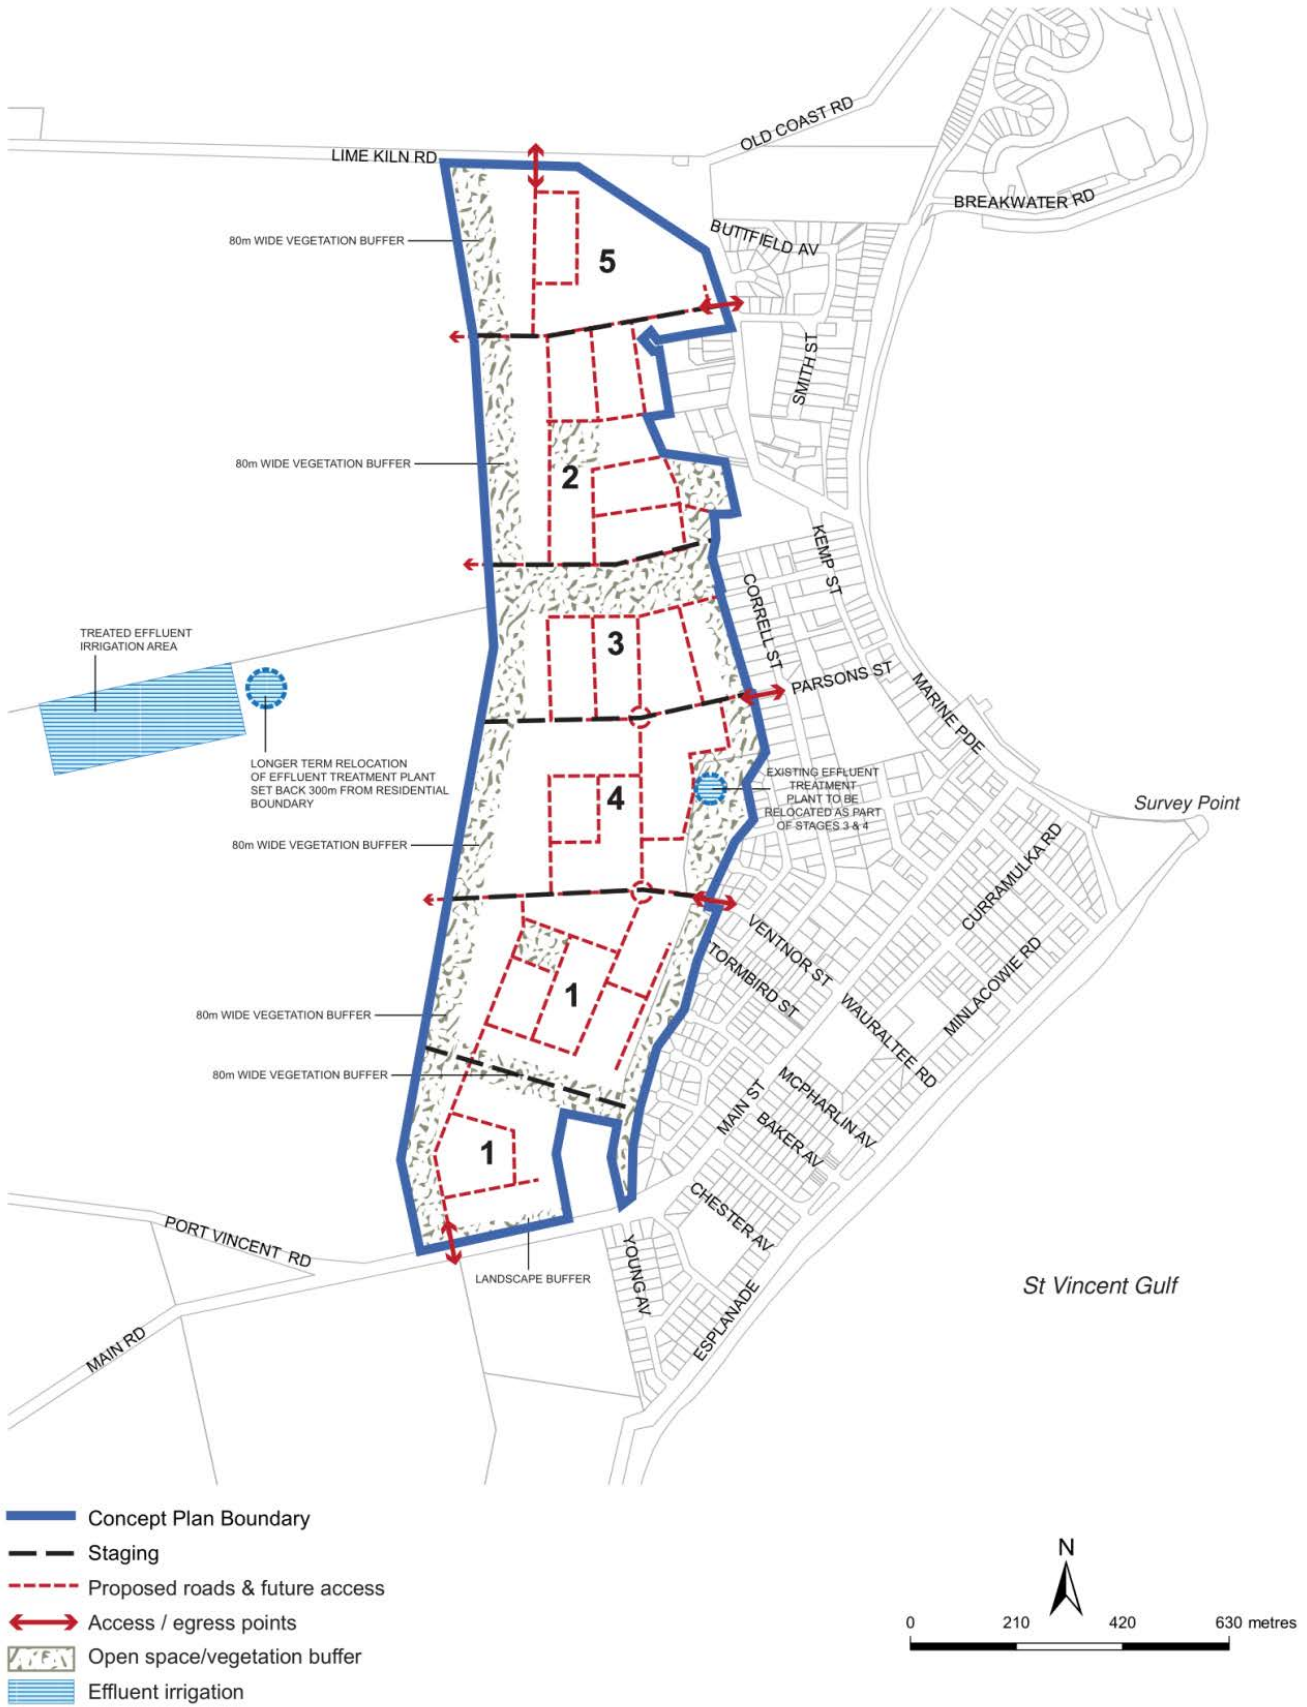 OLD COAST RD
LIME KILN RD
BREAKWATER RD
BUTTFIELD AV
80m WIDE VEGETATION BUFFER
5
SMITH ST
80m WIDE VEGETATION BUFFER
2
KEMP ST
CORRELL ST
TREATED EFFLUENT
IRRIGATION AREA
3
PARSONS ST
MARINE PDE
LONGER TERM RELOCATION
OF EFFLUENT TREATMENT PLANT
SET BACK 300m FROM RESIDENTIAL
BOUNDARY
4
EXISTING EFFLUENT
TREATMENT
PLANT TO BE
RELOCATED AS PART
OF STAGES 3 & 4
Survey Point
80m WIDE VEGETATION BUFFER
CURRAMULKA RD
VENTNOR ST
TORMBIRD ST
MINLACOWIE RD
1
WAURALTEE RD
80m WIDE VEGETATION BUFFER
80m WIDE VEGETATION BUFFER
MAIN ST
MCPHARLIN AV
BAKER AV
1
CHESTER AV
PORT VINCENT RD
YOUNG AV
LANDSCAPE BUFFER
St Vincent Gulf
ESPLANADE
MAIN RD
Concept Plan Boundary
Staging
Proposed roads & future access
Access / egress points
Open space/vegetation buffer
Effluent irrigation
N
0 210 420 630 metres